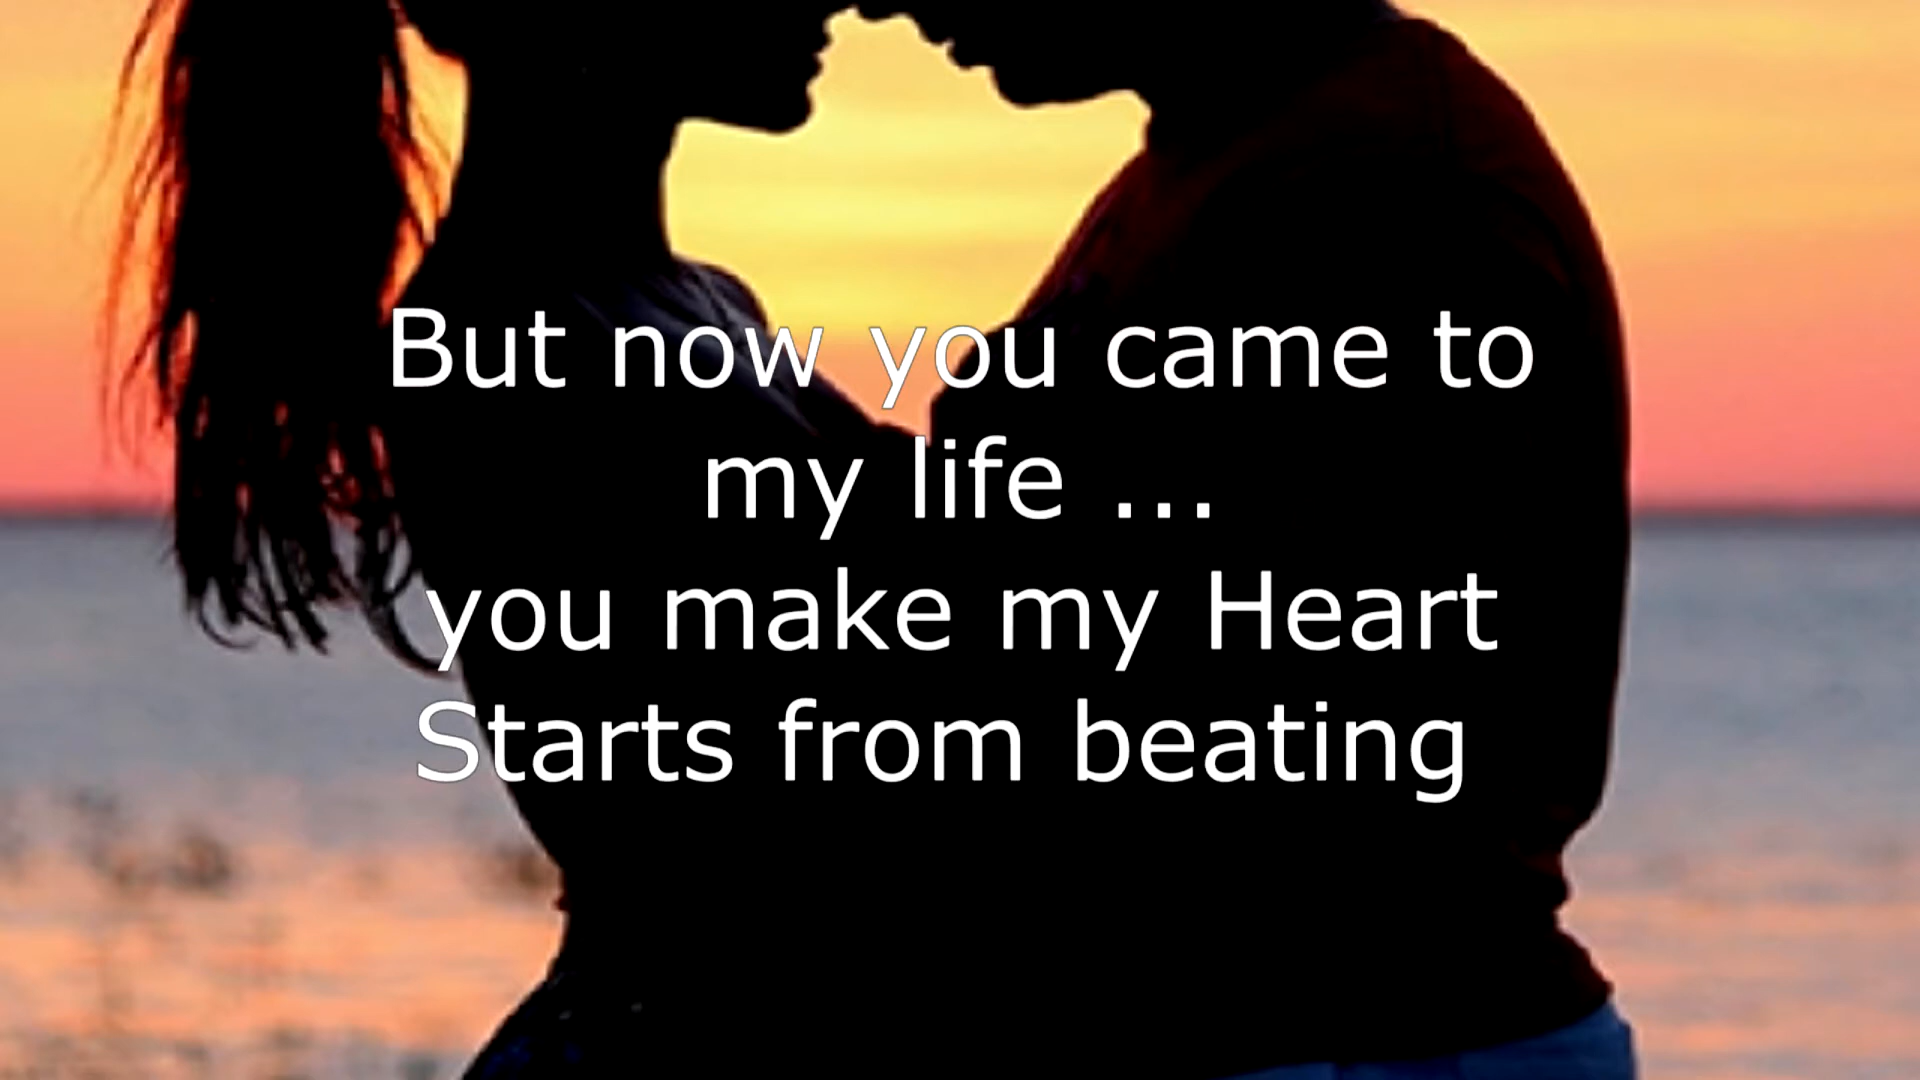 But now you came to
my life ...
you make my Heart
Starts from beating